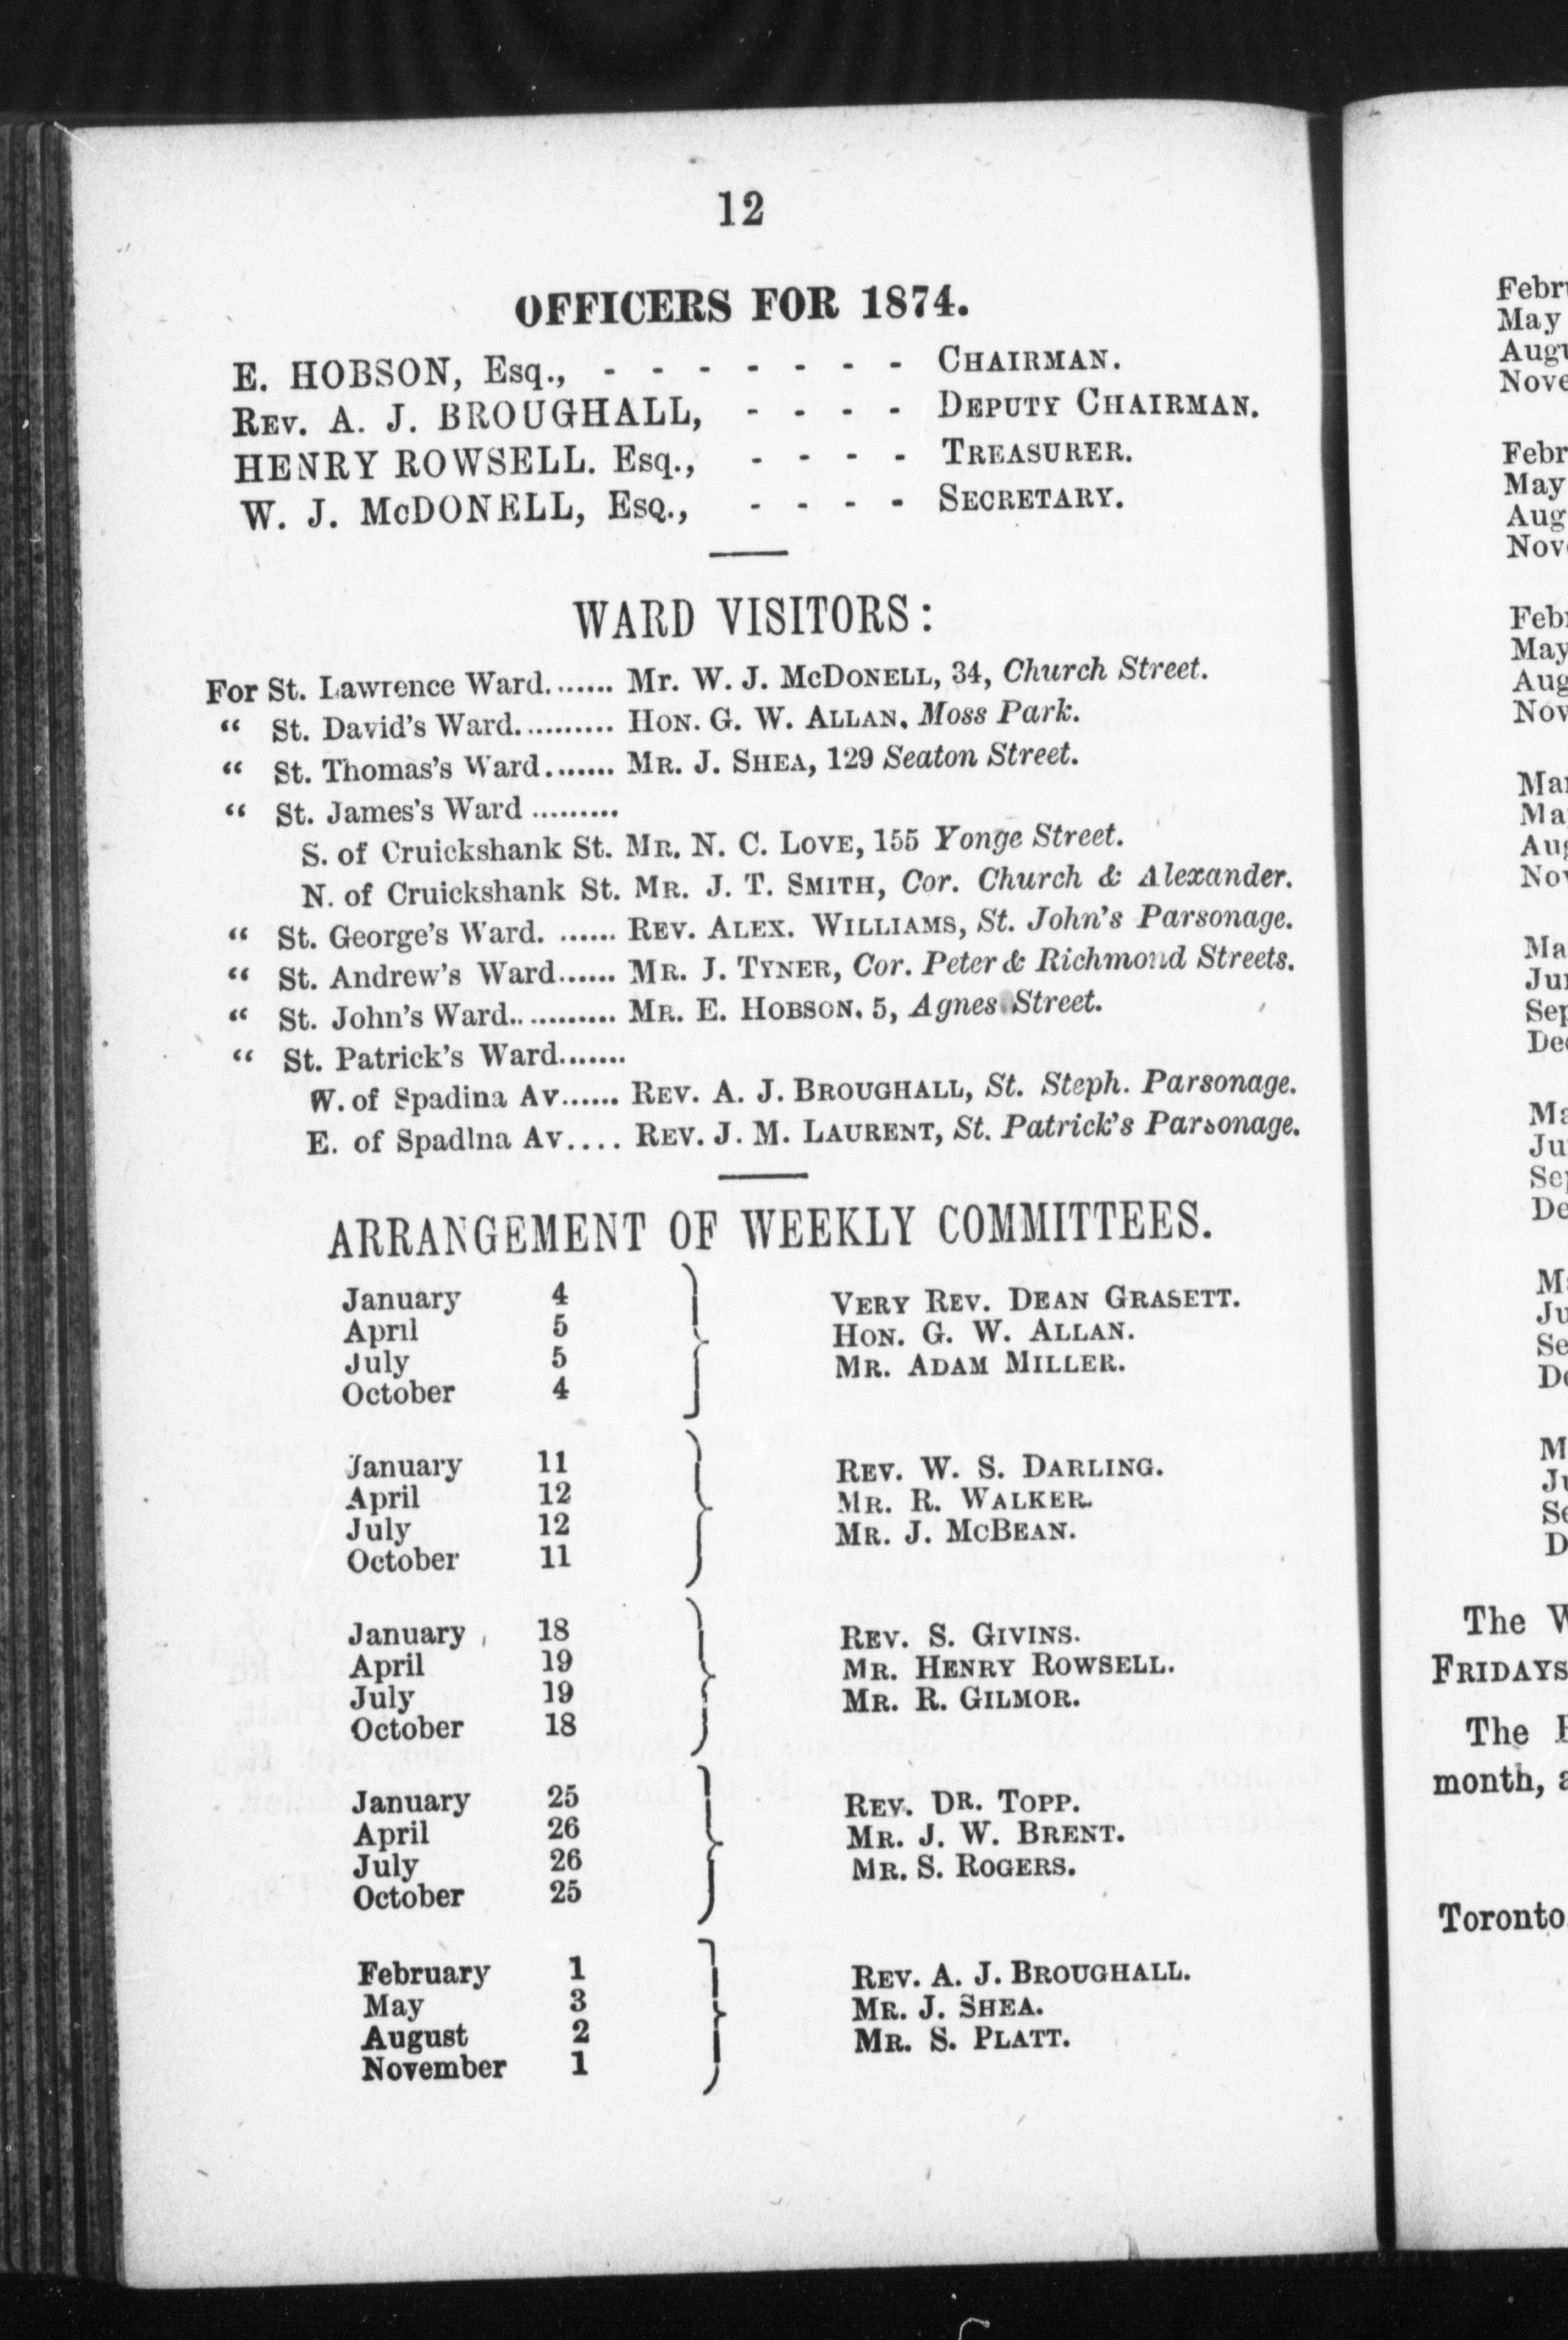 12
OFFICERS FOR 1874.
E. HOBSON, Esq., - - - - - - - CHAIRMAN.
REV. A. J. BROUGHALL, - - - - DEPUTY CHAIRMAN.
HENRY ROWSELL. Esq., - - - - TREASURER.
W. J. McDONELL, ESQ., - - - - SECRETARY.
WARD VISITORS:
For St. Lawrence Ward....... Mr. W. J. McDONELL, 34, Church Street.
" St. David's Ward.......... HON. G. W. ALLAN. Moss Park.
" St. Thomas's Ward....... MR. J. SHEA, 129 Seaton Street.
" St. James's Ward .........
S. of Cruickshank St. MR. N. C. LOVE, 155 Yonge Street.
N. of Cruickshank St. MR. J. T. SMITH, Cor. Church & Alexander.
" St. George's Ward. ...... REV. ALEX. WILLIAMS, St. John's Parsonage.
" St. Andrew's Ward...... MR. J. TYNER, Cor. Peter & Richmond Streets.
" St. John's Ward............ MR. E. HOBSON. 5, Agnes Street.
" St. Patrick's Ward.......
W. of Spadina Av...... REV. A. J. BROUGHALL, St. Steph. Parsonage.
E. of Spadina Av.... REV. J. M. LAURENT, St. Patrick's Parsonage.
ARRANGEMENT OF WEEKLY COMMITTEES.
January 4 VERY REV. DEAN GRASETT.
April 5 HON. G. W. ALLAN.
July 5 MR. ADAM MILLER.
October 4
January 11 REV. W. S. DARLING.
April 12 MR. R. WALKER.
July 12 MR. J. McBEAN.
October 11
January 18 REV. S. GIVINS.
April 19 MR. HENRY ROWSELL.
July 19 MR. R. GILMOR.
October 18
January 25 REV. DR. TOPP.
April 26 MR. J. W. BRENT.
July 26 MR. S. ROGERS.
October 25
February 1 REV. A. J. BROUGHALL.
May 3 MR. J. SHEA.
August 2 MR. S. PLATT.
November 1
May
May
The
FRIDAYS
The
month,
Toronto